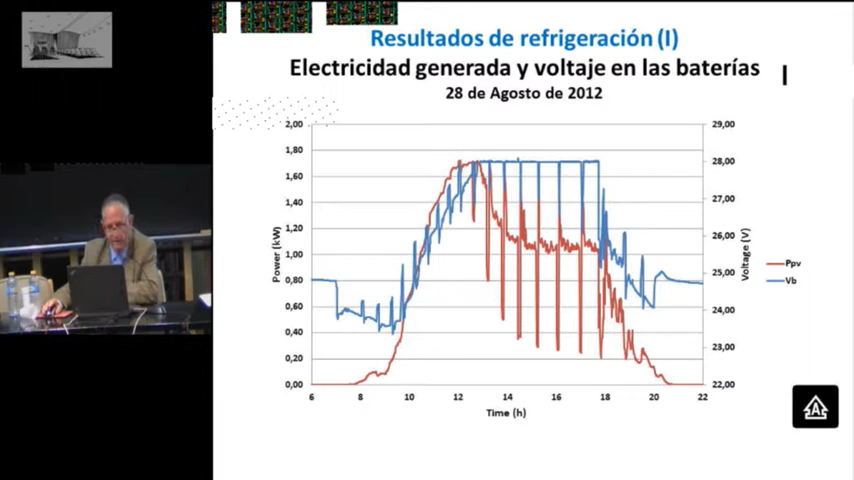 Resultados de refrigeración (I)
Electricidad generada y voltaje en las baterías
28 de Agosto de 2012
2,00
1,80
1,60
1,40
1,20
1,00
0,80
0,60
0,40
0,20
0,00
Power (kW)
29,00
28,00
27,00
26,00
25,00
24,00
23,00
22,00
Voltage (V)
Ppv
Vb
6 8 10 12 14 16 18 20 22
Time (h)
A